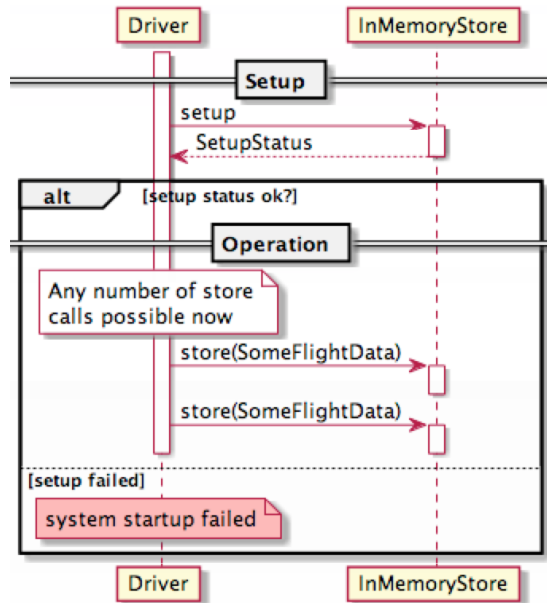 Driver InMemoryStore
Setup
setup
SetupStatus
alt [setup status ok?]
Operation
Any number of store
calls possible now
store(SomeFlightData)
store(SomeFlightData)
[setup failed]
system startup failed
Driver InMemoryStore